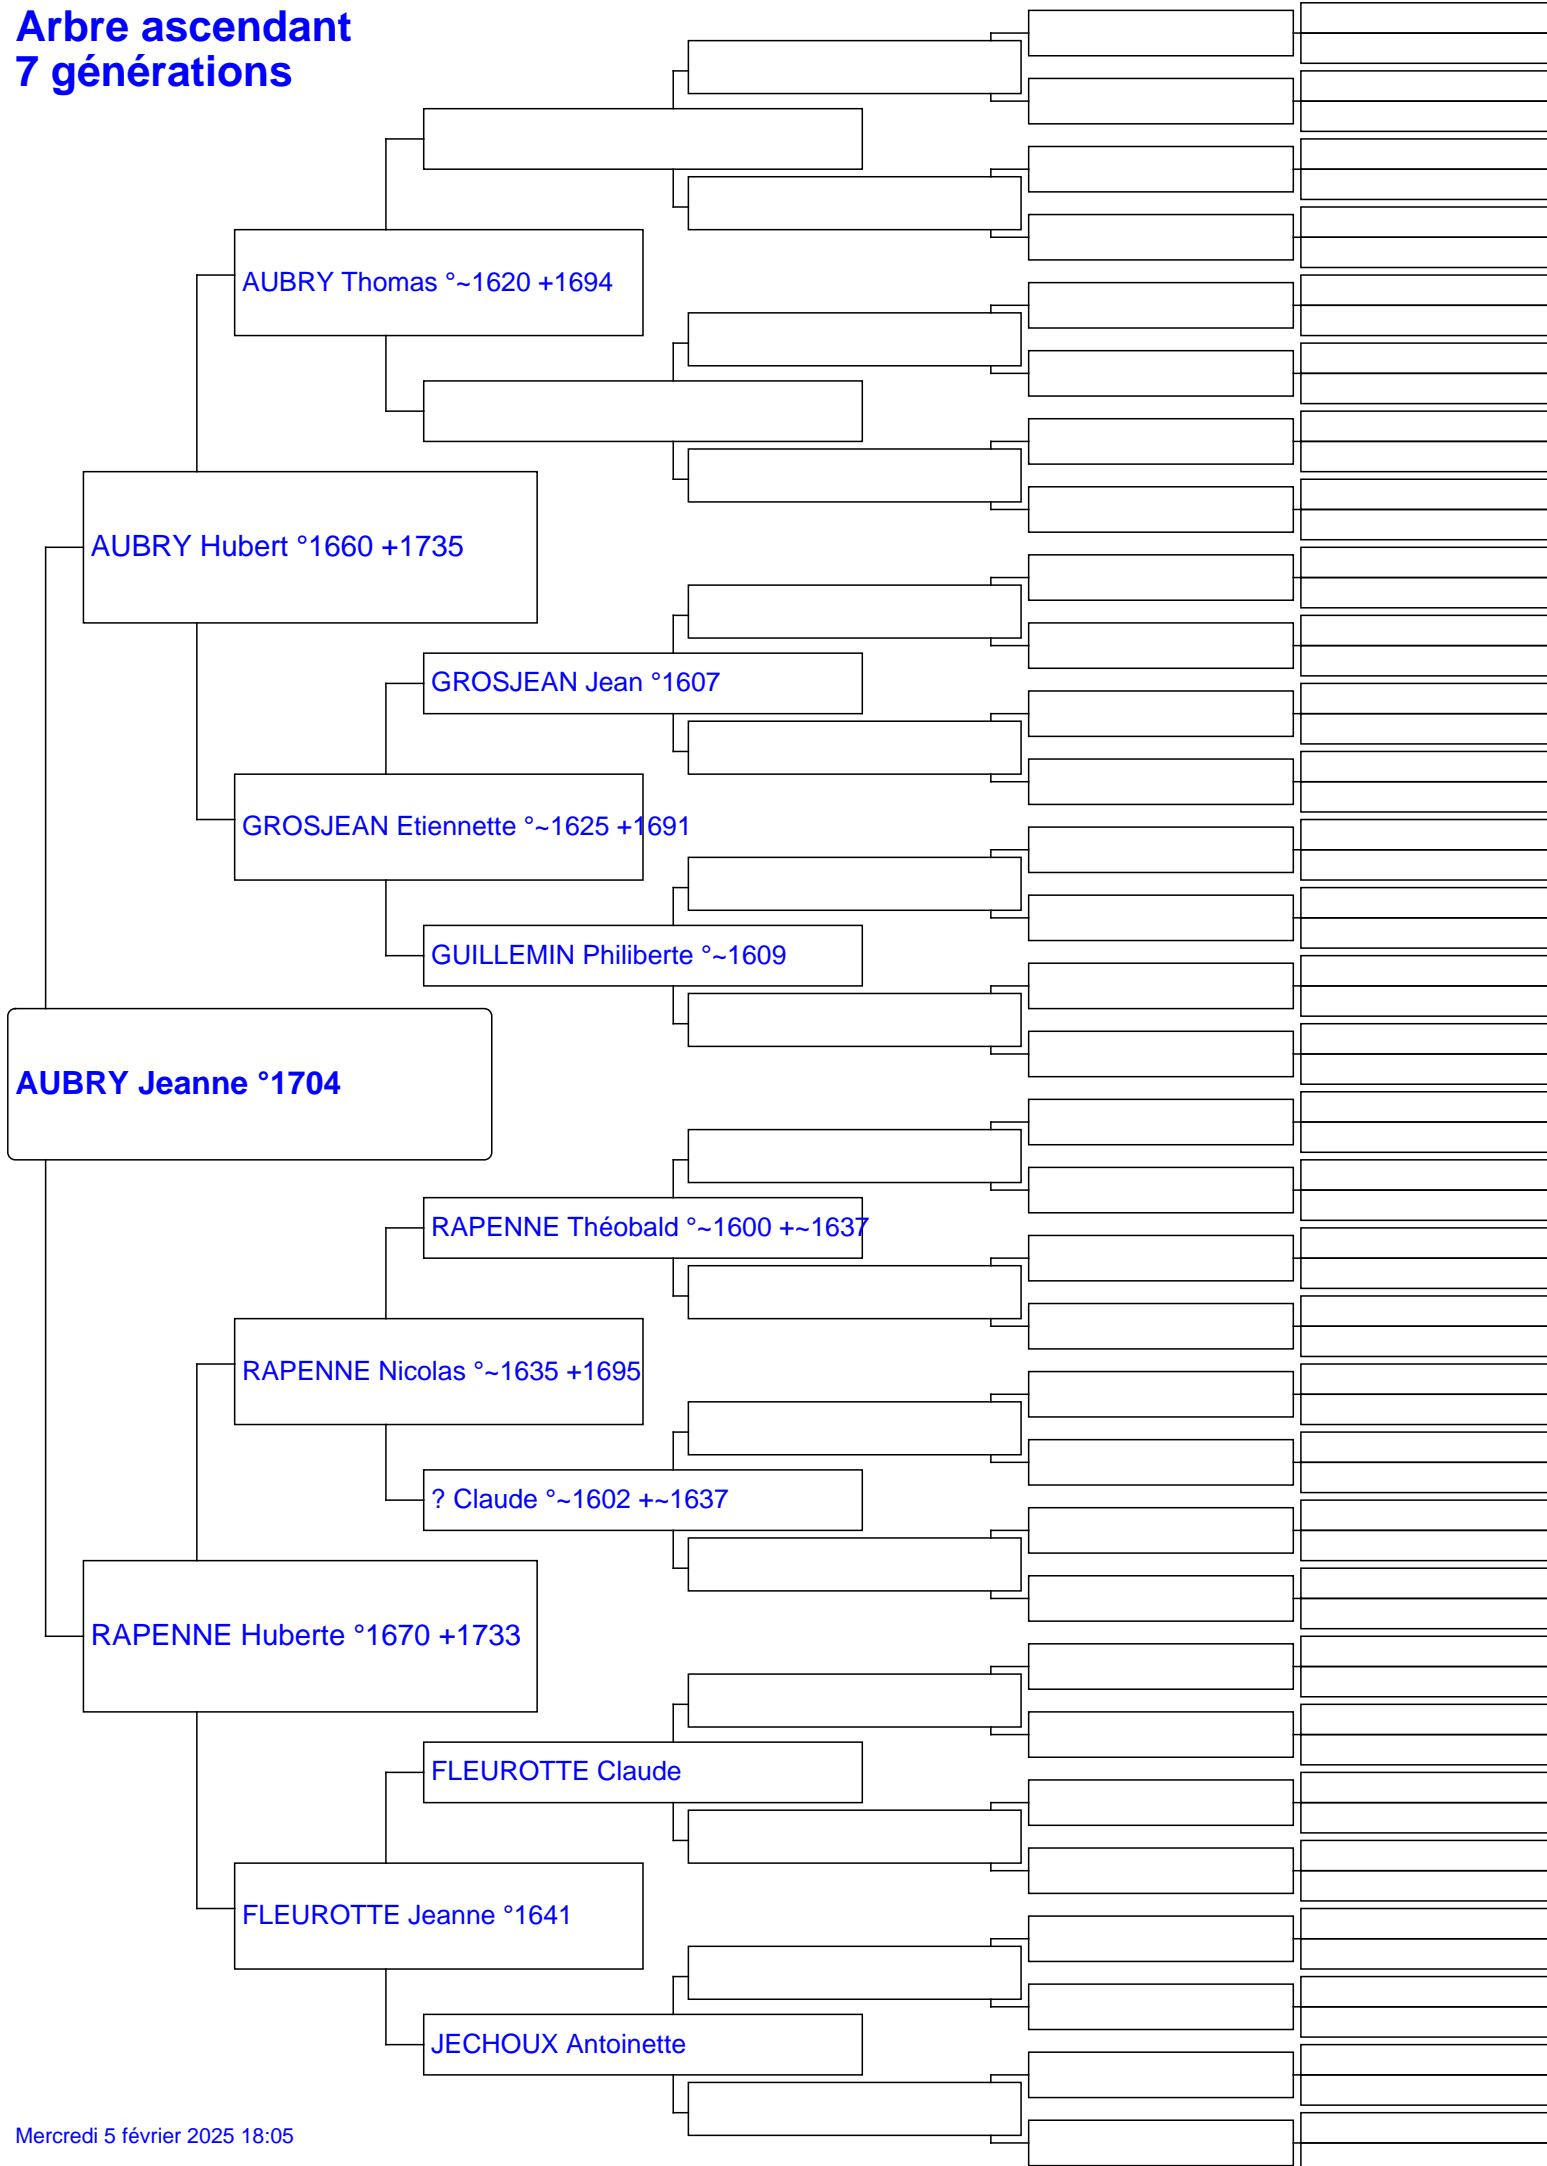 Arbre ascendant
7 générations
AUBRY Thomas °~1620 +1694
AUBRY Hubert °1660 +1735
GROSJEAN Jean °1607
GROSJEAN Etiennette °~1625 +1691
GUILLEMIN Philiberte °~1609
AUBRY Jeanne °1704
RAPENNE Théobald °~1600 +~1637
RAPENNE Nicolas °~1635 +1695
? Claude °~1602 +~1637
RAPENNE Huberte °1670 +1733
FLEUROTTE Claude
FLEUROTTE Jeanne °1641
JECHOUX Antoinette
Mercredi 5 février 2025 18:05